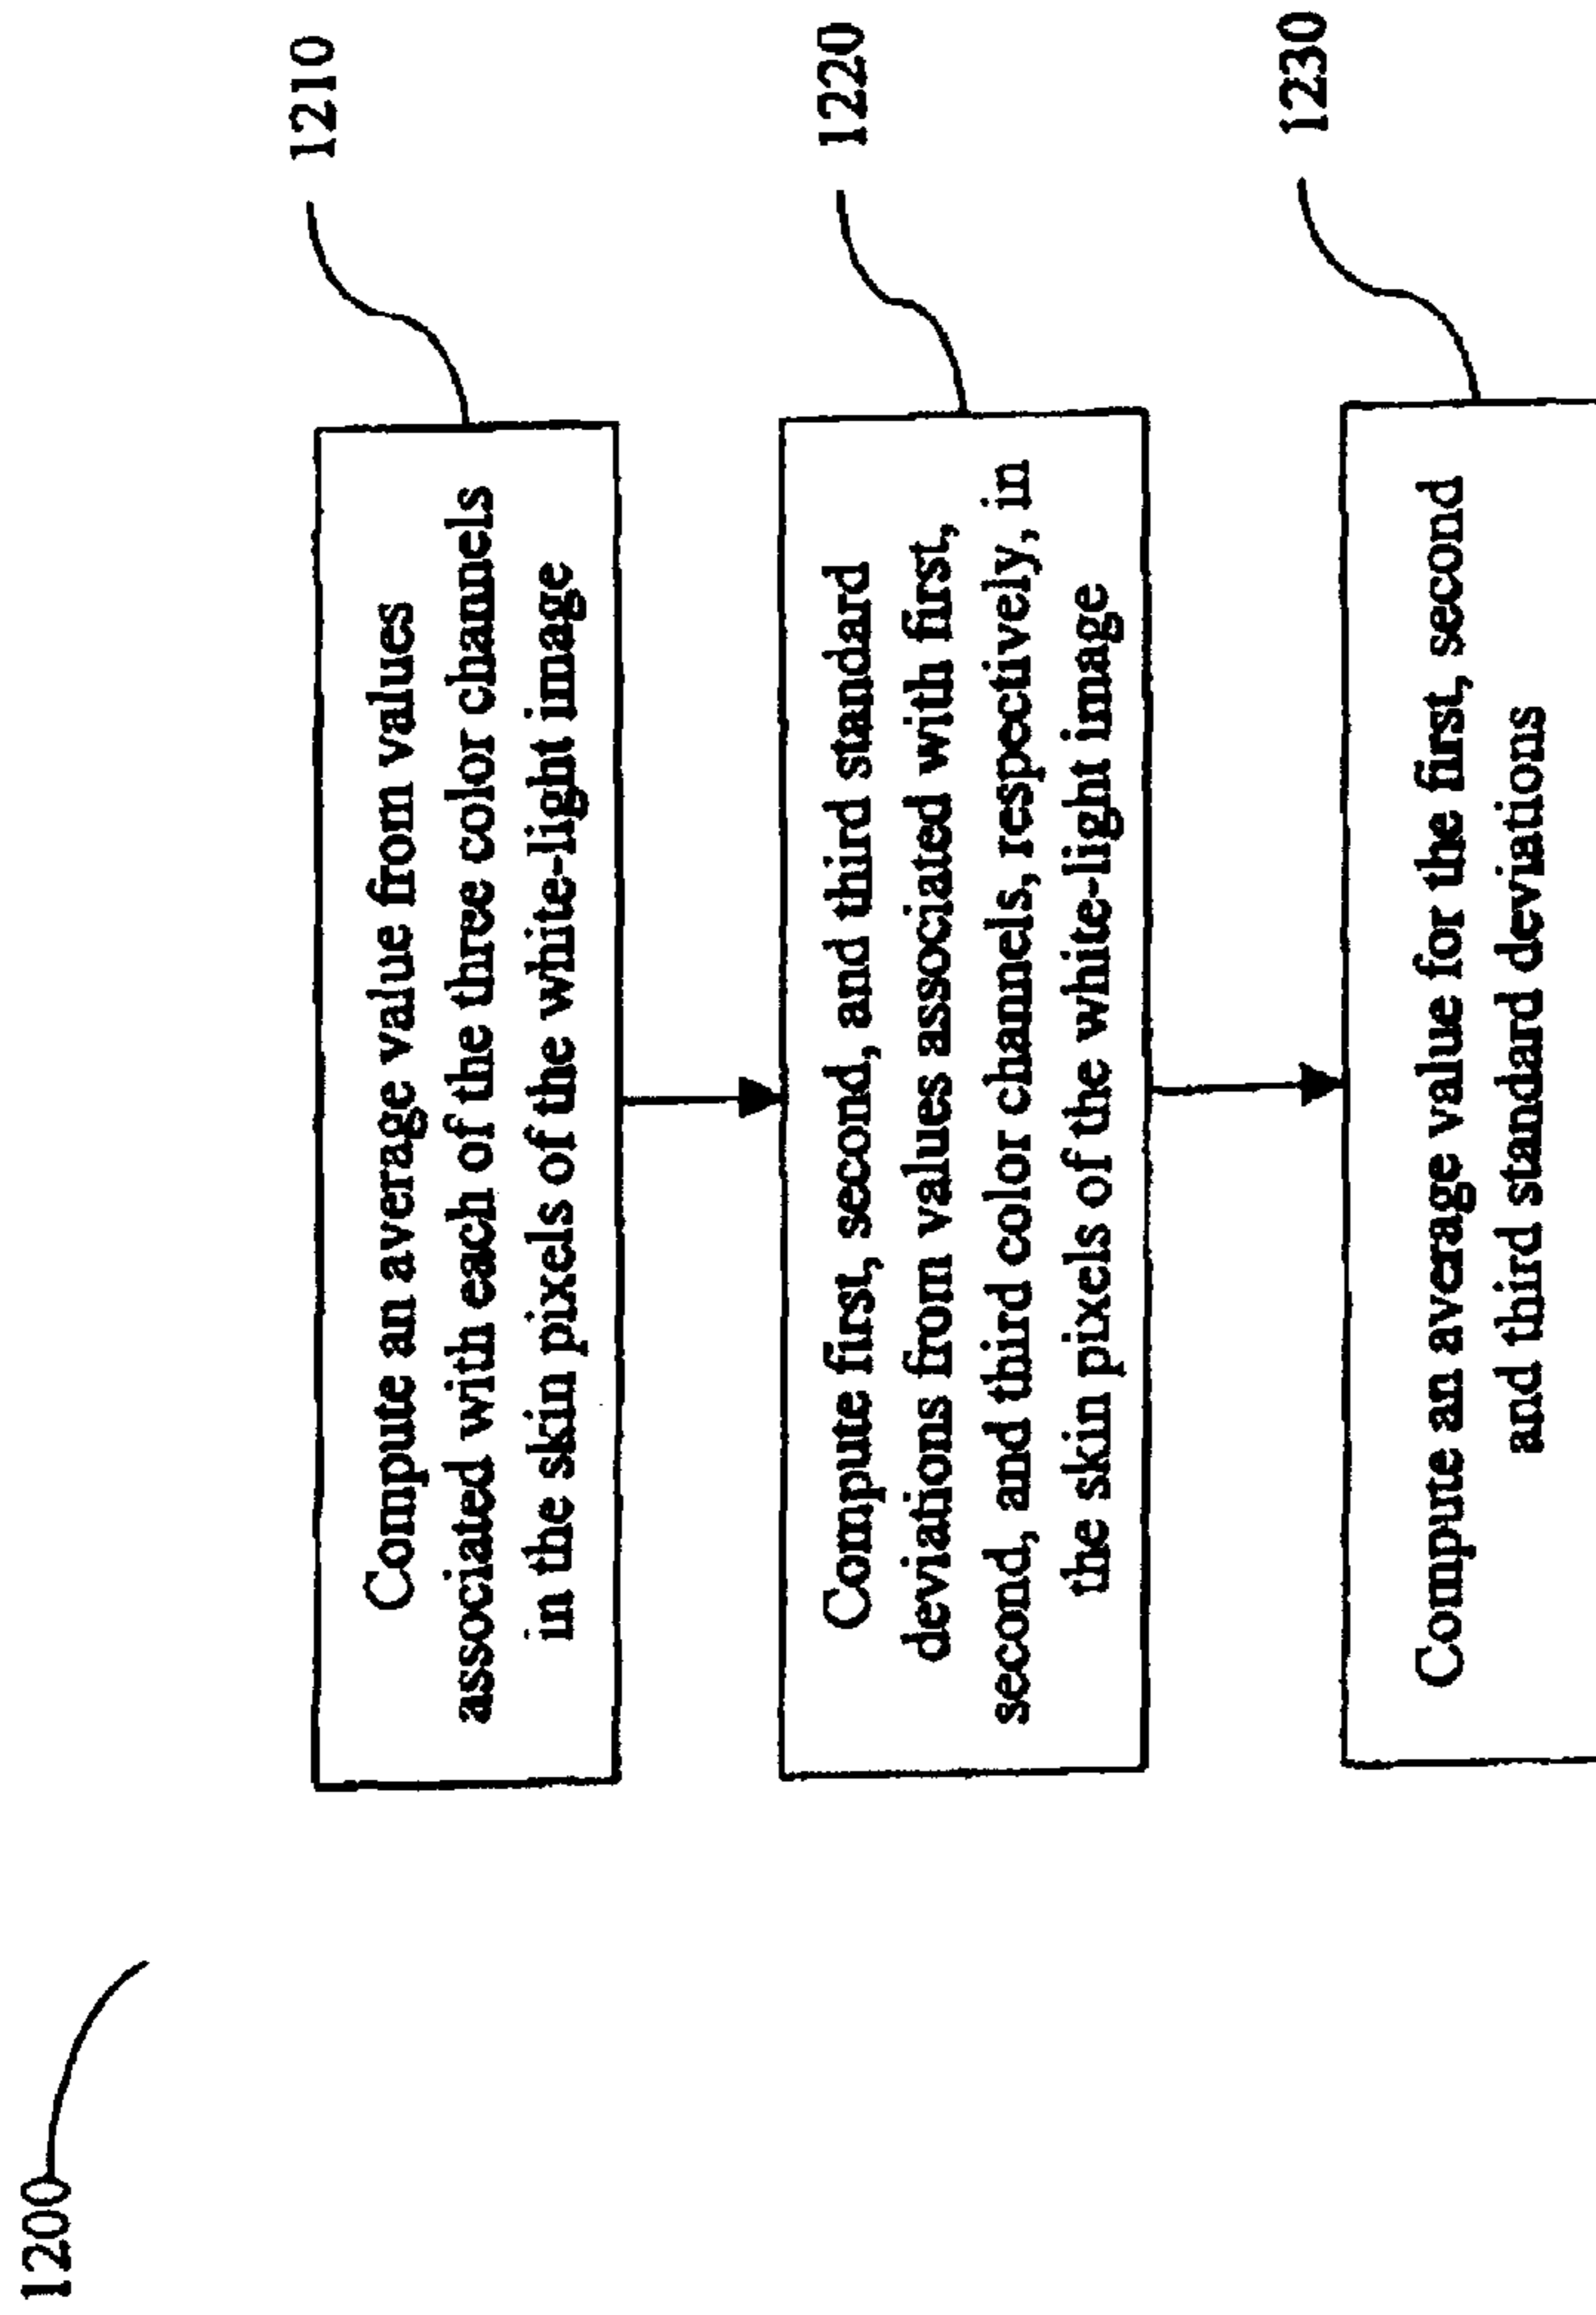 1200
1210
Compute an average value from values
associated with each of the three color channels
in the skin pixels of the white-light image
1220
Compute first, second, and third standard
deviations from values associated with first,
second, and third color channels, respectively, in
the skin pixels of the white-light image
1230
Compute an average value for the first, second
and third standard deviations